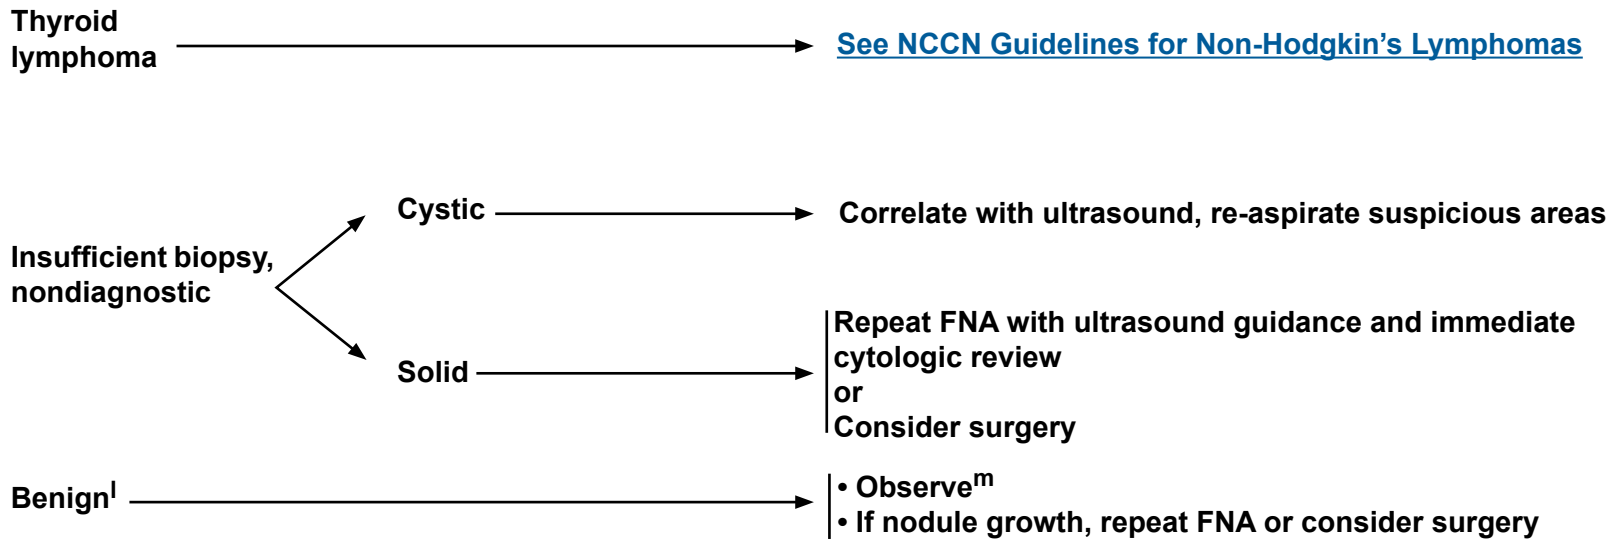 Thyroid
lymphoma
See NCCN Guidelines for Non-Hodgkin’s Lymphomas
Cystic
Correlate with ultrasound, re-aspirate suspicious areas
Insufficient biopsy,
nondiagnostic
Repeat FNA with ultrasound guidance and immediate
cytologic review
or
Consider surgery
Solid
Benignˡ
• Observeᵐ
• If nodule growth, repeat FNA or consider surgery